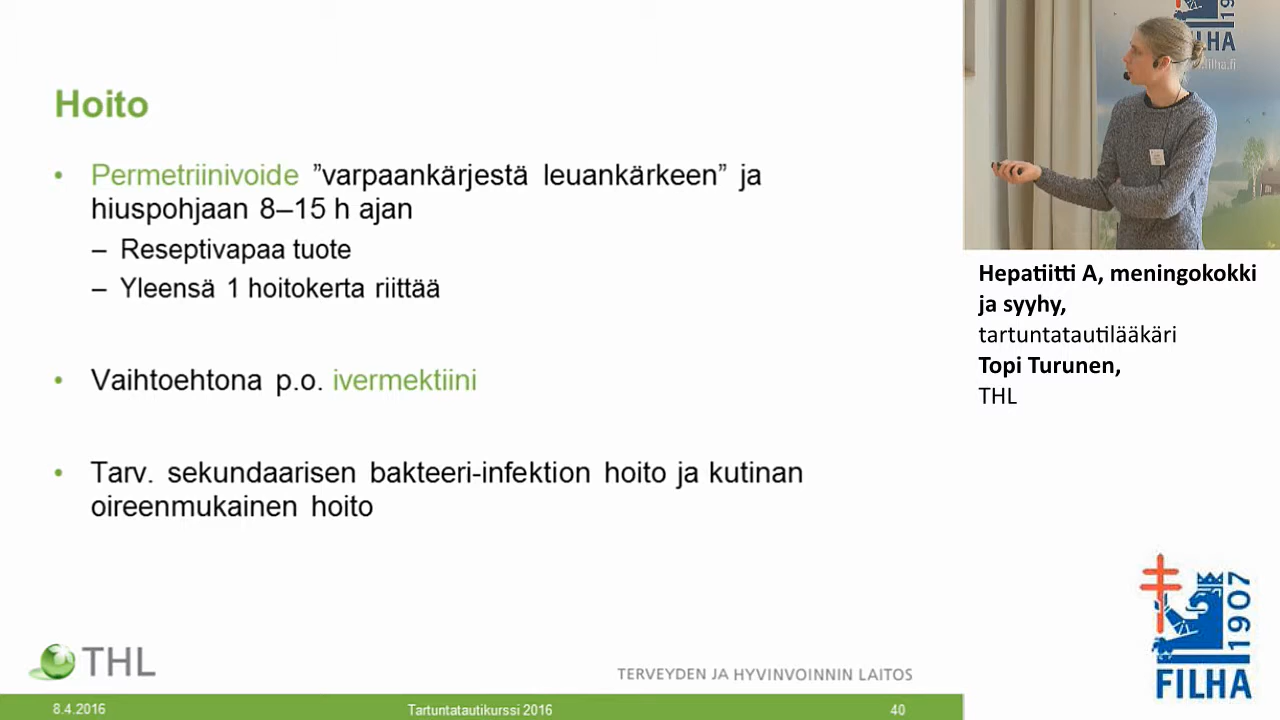 Hoito
• Permetriinivoide ”varpaankärjestä leuankärkeen” ja
hiuspohjaan 8–15 h ajan
– Reseptivapaa tuote
– Yleensä 1 hoitokerta riittää
• Vaihtoehtona p.o. ivermektiini
• Tarv. sekundaarisen bakteeri-infektion hoito ja kutinan
oireenmukainen hoito
THL
TERVEYDEN JA HYVINVOINNIN LAITOS
8.4.2016
Tartuntatautikurssi 2016
40
Hepatiitti A, meningokokki
ja syyhy,
tartuntatautilääkäri
Topi Turunen,
THL
1907
FILHA